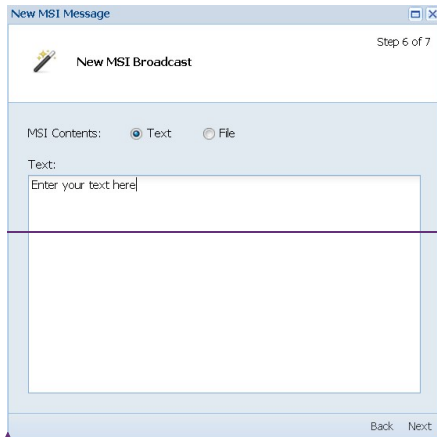 New MSI Message
Step 6 of 7
New MSI Broadcast
MSI Contents: Text File
Text:
Enter your text here
Back Next